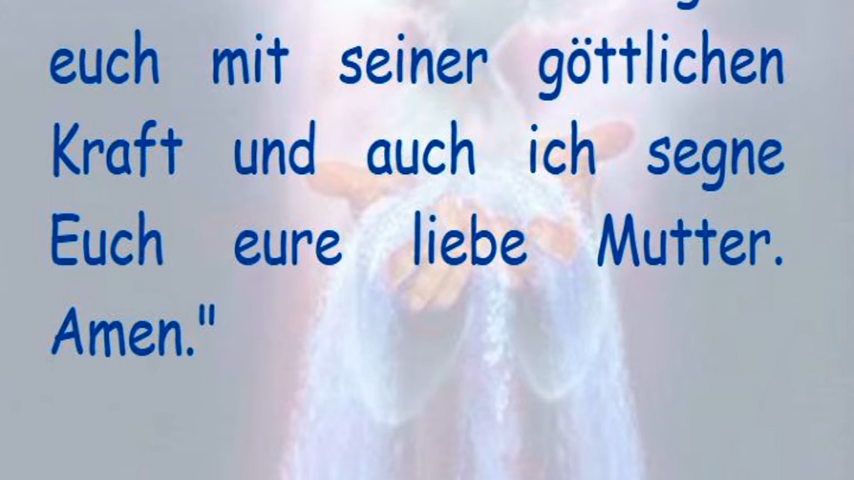 euch mit seiner göttlichen
Kraft und auch ich segne
Euch eure liebe Mutter.
Amen."